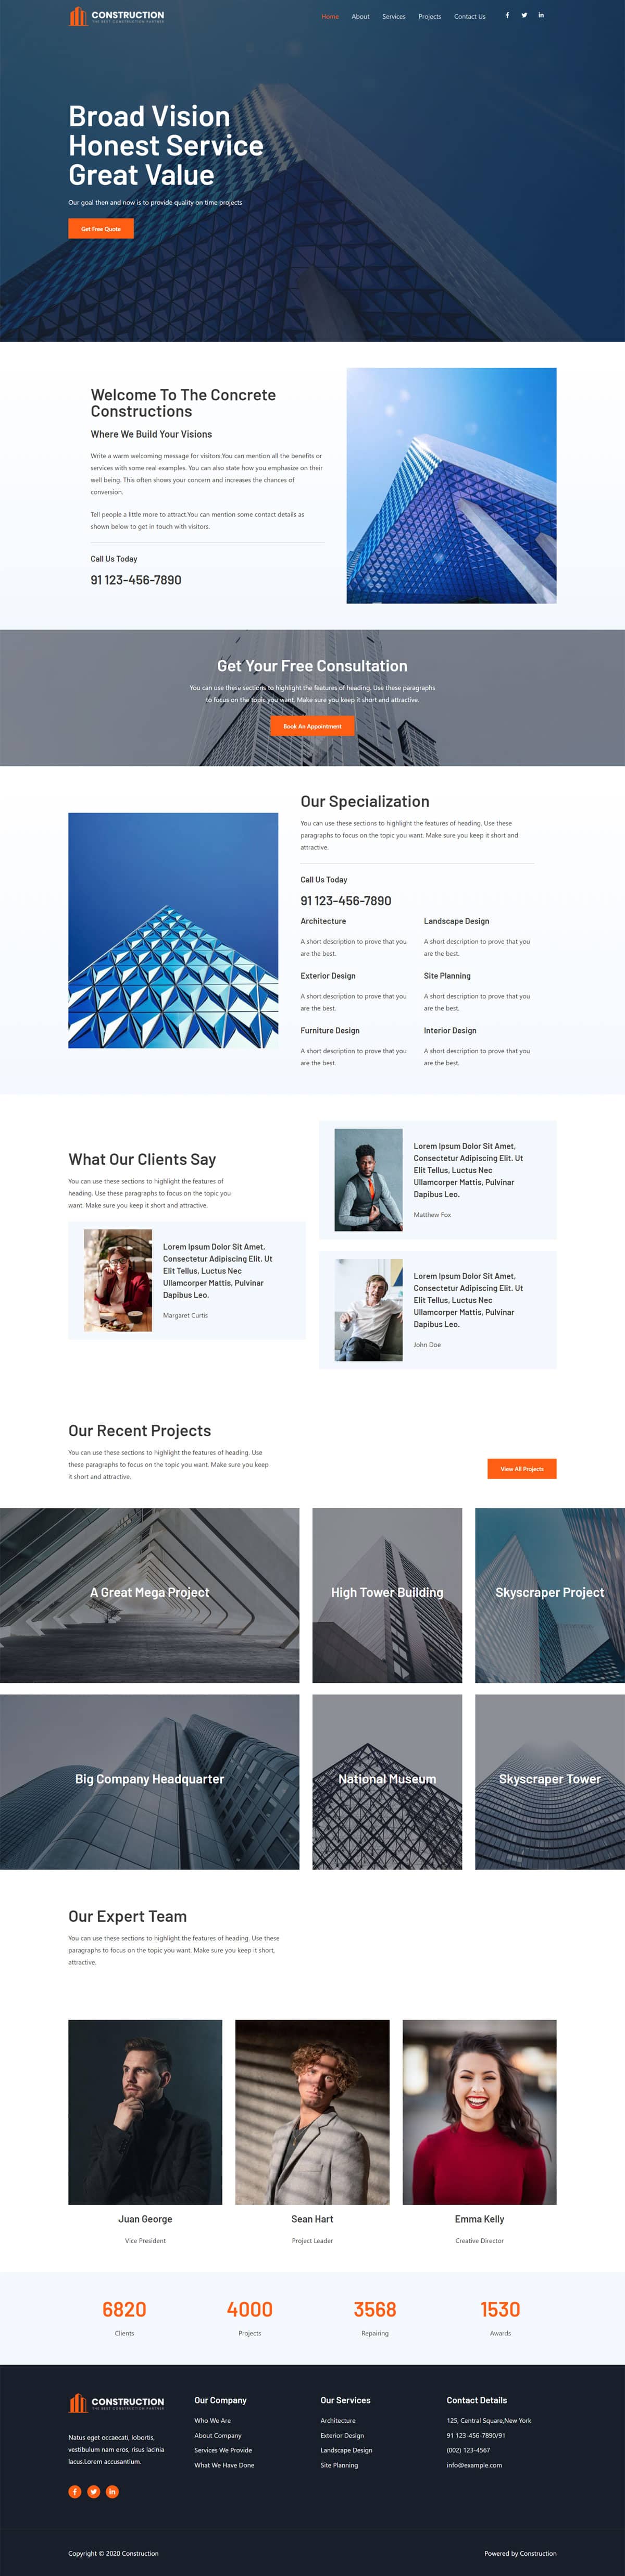 CONSTRUCTION
THE BEST CONSTRUCTION PARTNER
Home About Services Projects Contact Us
Broad Vision
Honest Service
Great Value
Our goal then and now is to provide quality on time projects
Get Free Quote
Welcome To The Concrete
Constructions
Where We Build Your Visions
Write a warm welcoming message for visitors.You can mention all the benefits or
services with some real examples. You can also state how you emphasize on their
well being. This often shows your concern and increases the chances of
conversion.
Tell people a little more to attract.You can mention some contact details as
shown below to get in touch with visitors.
Call Us Today
91 123-456-7890
Get Your Free Consultation
You can use these sections to highlight the features of heading. Use these paragraphs
to focus on the topic you want. Make sure you keep it short and attractive.
Book An Appointment
Our Specialization
You can use these sections to highlight the features of heading. Use these
paragraphs to focus on the topic you want. Make sure you keep it short and
attractive.
Call Us Today
91 123-456-7890
Architecture
A short description to prove that you
are the best.
Landscape Design
A short description to prove that you
are the best.
Exterior Design
A short description to prove that you
are the best.
Site Planning
A short description to prove that you
are the best.
Furniture Design
A short description to prove that you
are the best.
Interior Design
A short description to prove that you
are the best.
What Our Clients Say
You can use these sections to highlight the features of
heading. Use these paragraphs to focus on the topic you
want. Make sure you keep it short and attractive.
Lorem Ipsum Dolor Sit Amet,
Consectetur Adipiscing Elit. Ut
Elit Tellus, Luctus Nec
Ullamcorper Mattis, Pulvinar
Dapibus Leo.
Margaret Curtis
Lorem Ipsum Dolor Sit Amet,
Consectetur Adipiscing Elit. Ut
Elit Tellus, Luctus Nec
Ullamcorper Mattis, Pulvinar
Dapibus Leo.
Matthew Fox
Lorem Ipsum Dolor Sit Amet,
Consectetur Adipiscing Elit. Ut
Elit Tellus, Luctus Nec
Ullamcorper Mattis, Pulvinar
Dapibus Leo.
John Doe
Our Recent Projects
You can use these sections to highlight the features of heading. Use
these paragraphs to focus on the topic you want. Make sure you keep
it short and attractive.
View All Projects
A Great Mega Project
High Tower Building
Skyscraper Project
Big Company Headquarter
National Museum
Skyscraper Tower
Our Expert Team
You can use these sections to highlight the features of heading. Use these
paragraphs to focus on the topic you want. Make sure you keep it short,
attractive.
Juan George
Vice President
Sean Hart
Project Leader
Emma Kelly
Creative Director
6820
Clients
4000
Projects
3568
Repairing
1530
Awards
CONSTRUCTION
THE BEST CONSTRUCTION PARTNER
Natus eget occaecati, lobortis,
vestibulum nam eros, risus lacinia
lacus.Lorem accusantium.
Our Company
Who We Are
About Company
Services We Provide
What We Have Done
Our Services
Architecture
Exterior Design
Landscape Design
Site Planning
Contact Details
125, Central Square,New York
91 123-456-7890/91
(002) 123-4567
info@example.com
Copyright © 2020 Construction
Powered by Construction